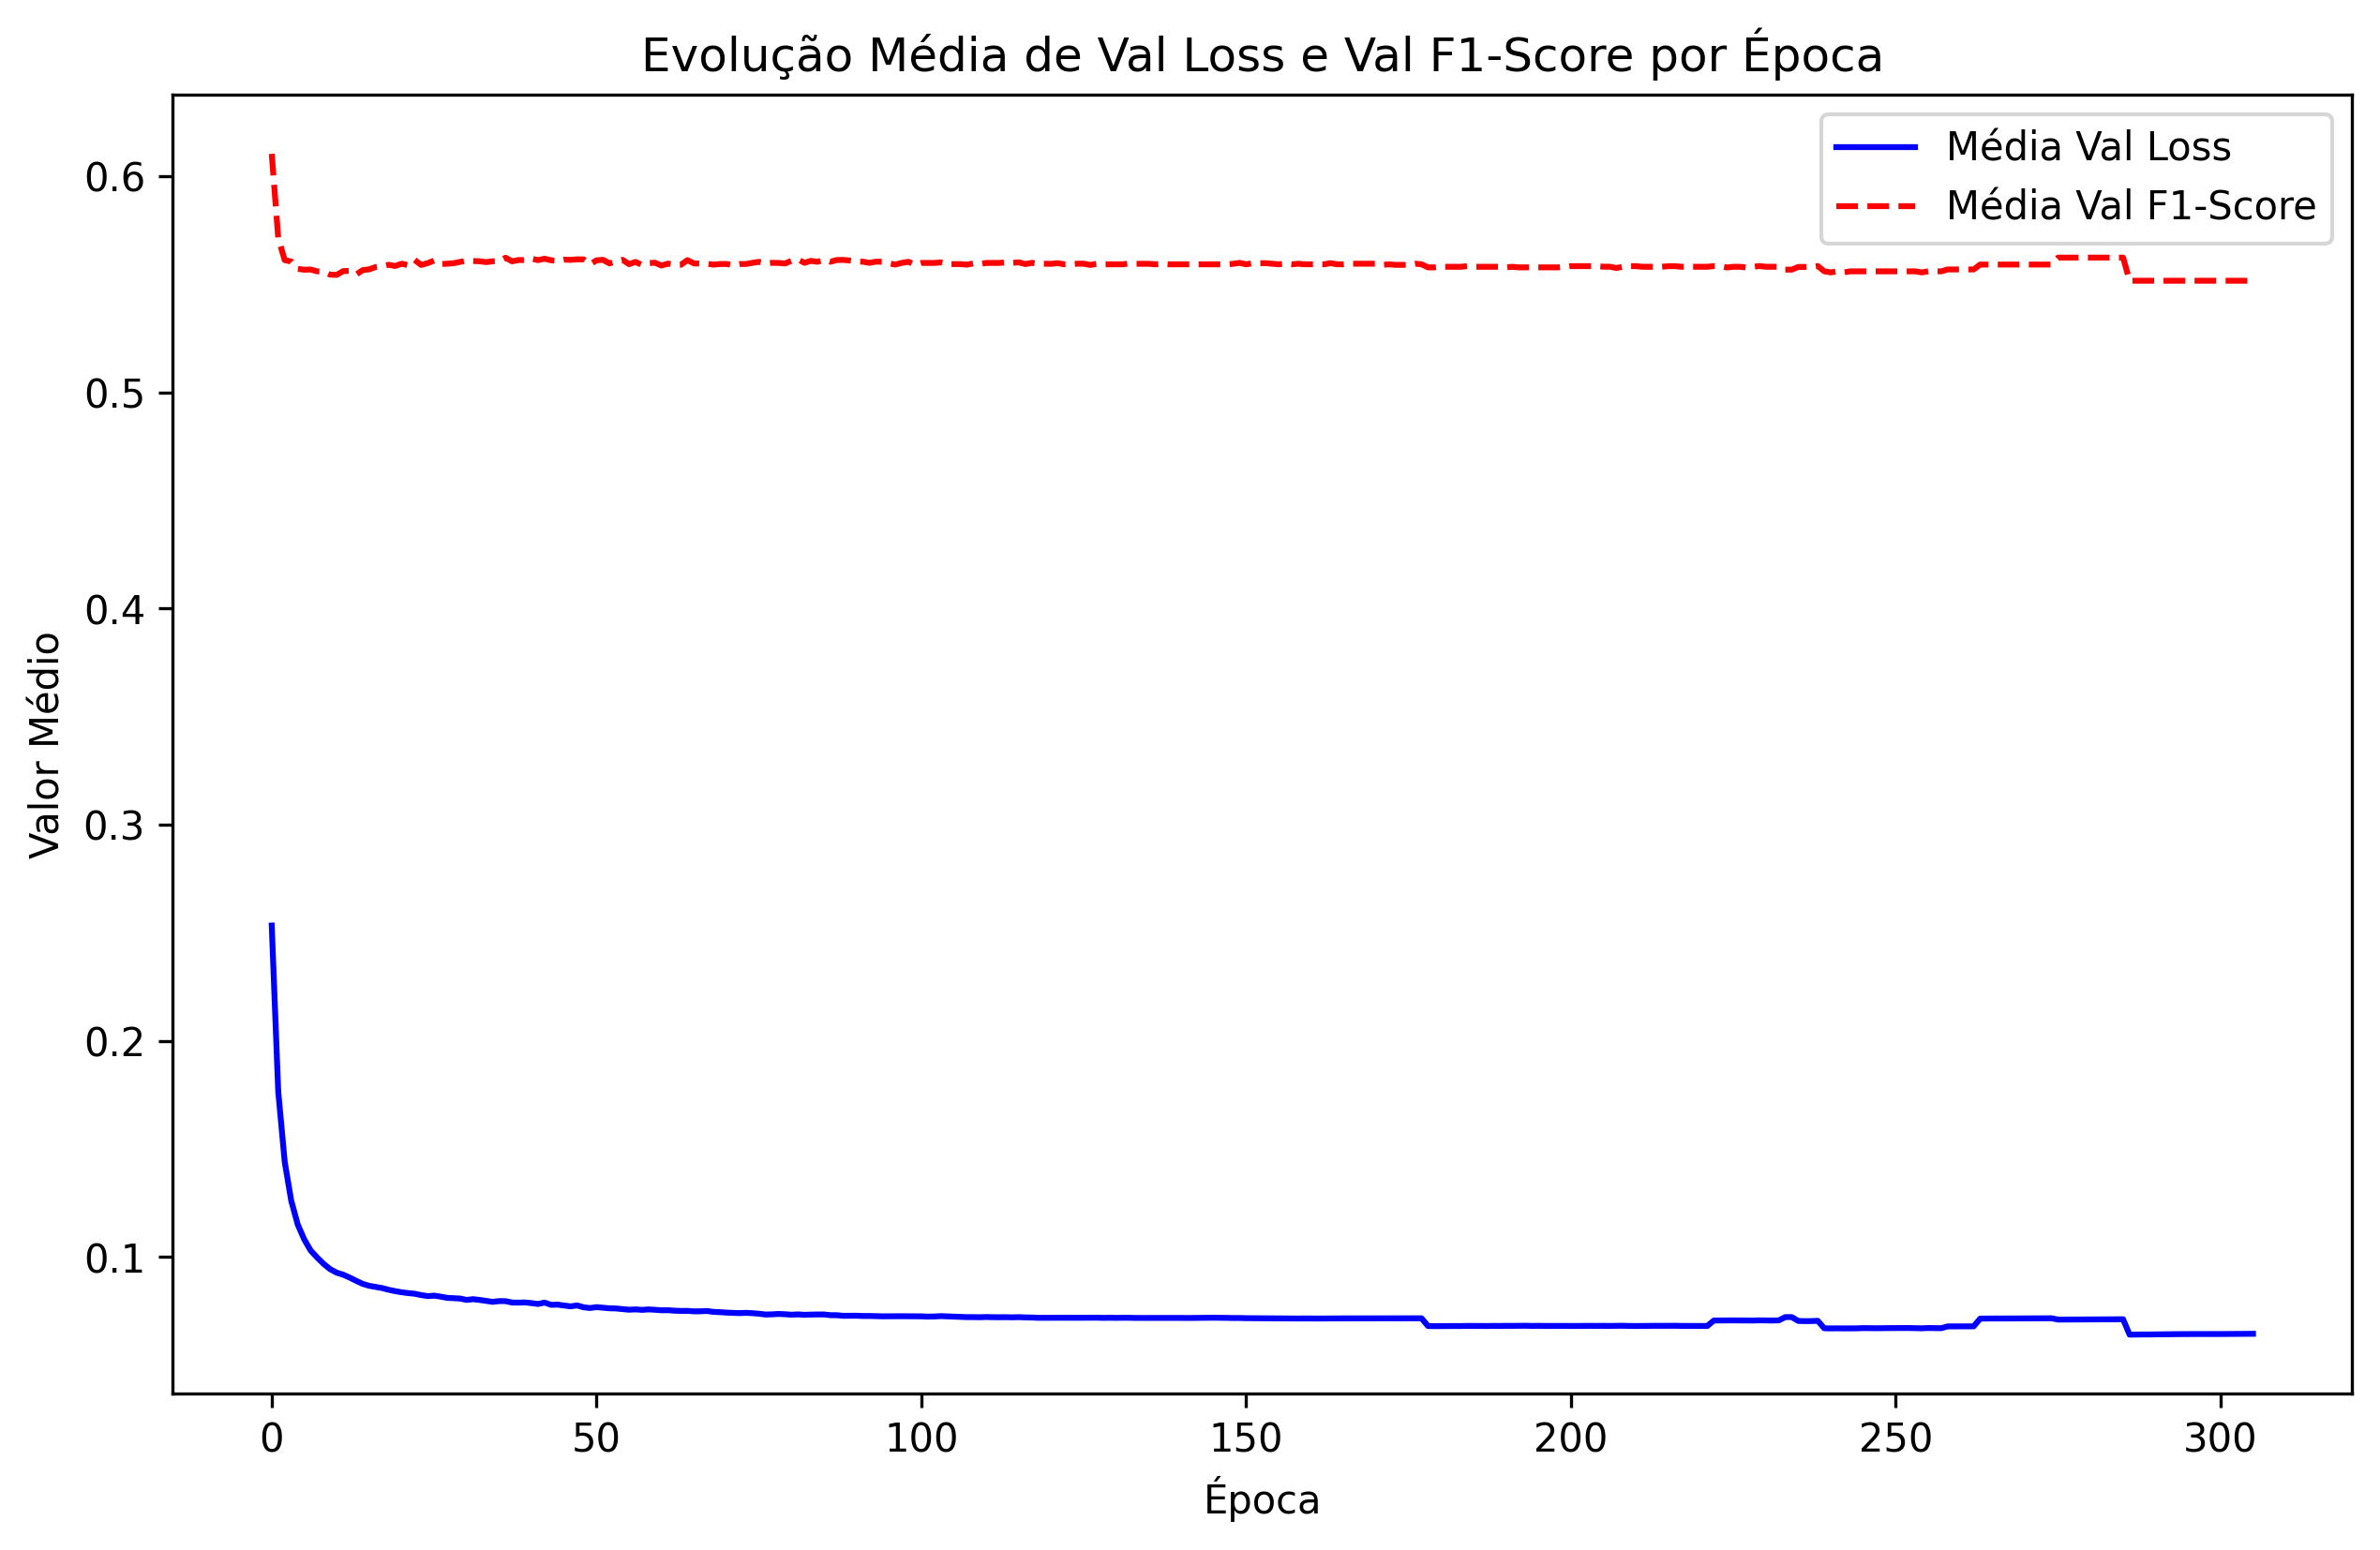 Evolução Média de Val Loss e Val F1-Score por Época
Média Val Loss
Média Val F1-Score
Valor Médio
0.6
0.5
0.4
0.3
0.2
0.1
0 50 100 150 200 250 300
Época